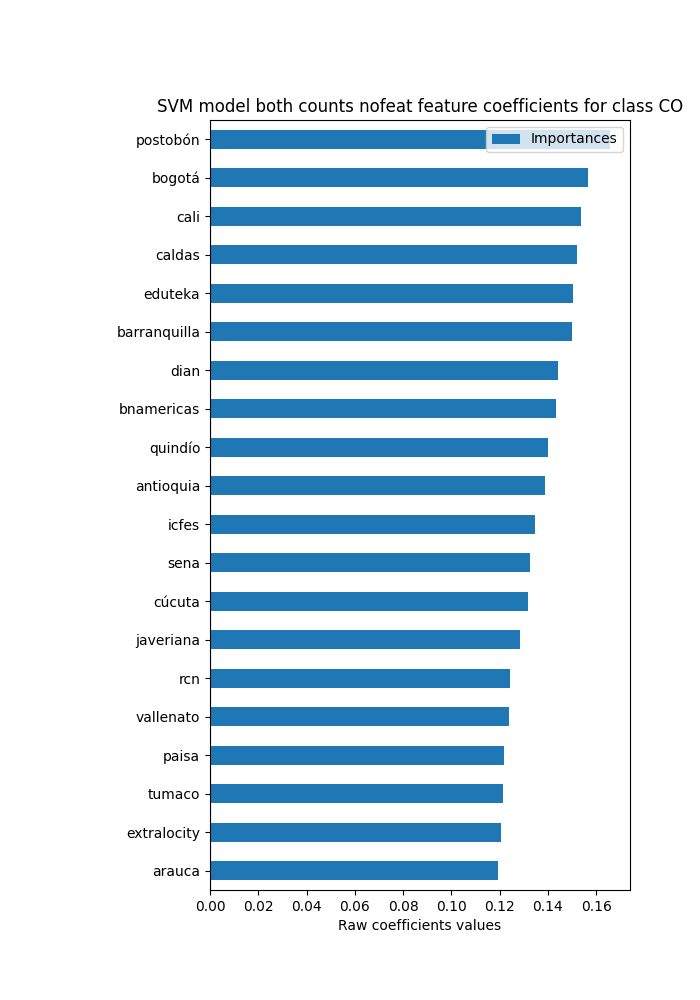 SVM model both counts nofeat feature coefficients for class CO
Importances
postobón
bogotá
cali
caldas
eduteka
barranquilla
dian
bnamericas
quindío
antioquia
icfes
sena
cúcuta
javeriana
rcn
vallenato
paisa
tumaco
extralocity
arauca
0.00 0.02 0.04 0.06 0.08 0.10 0.12 0.14 0.16
Raw coefficients values